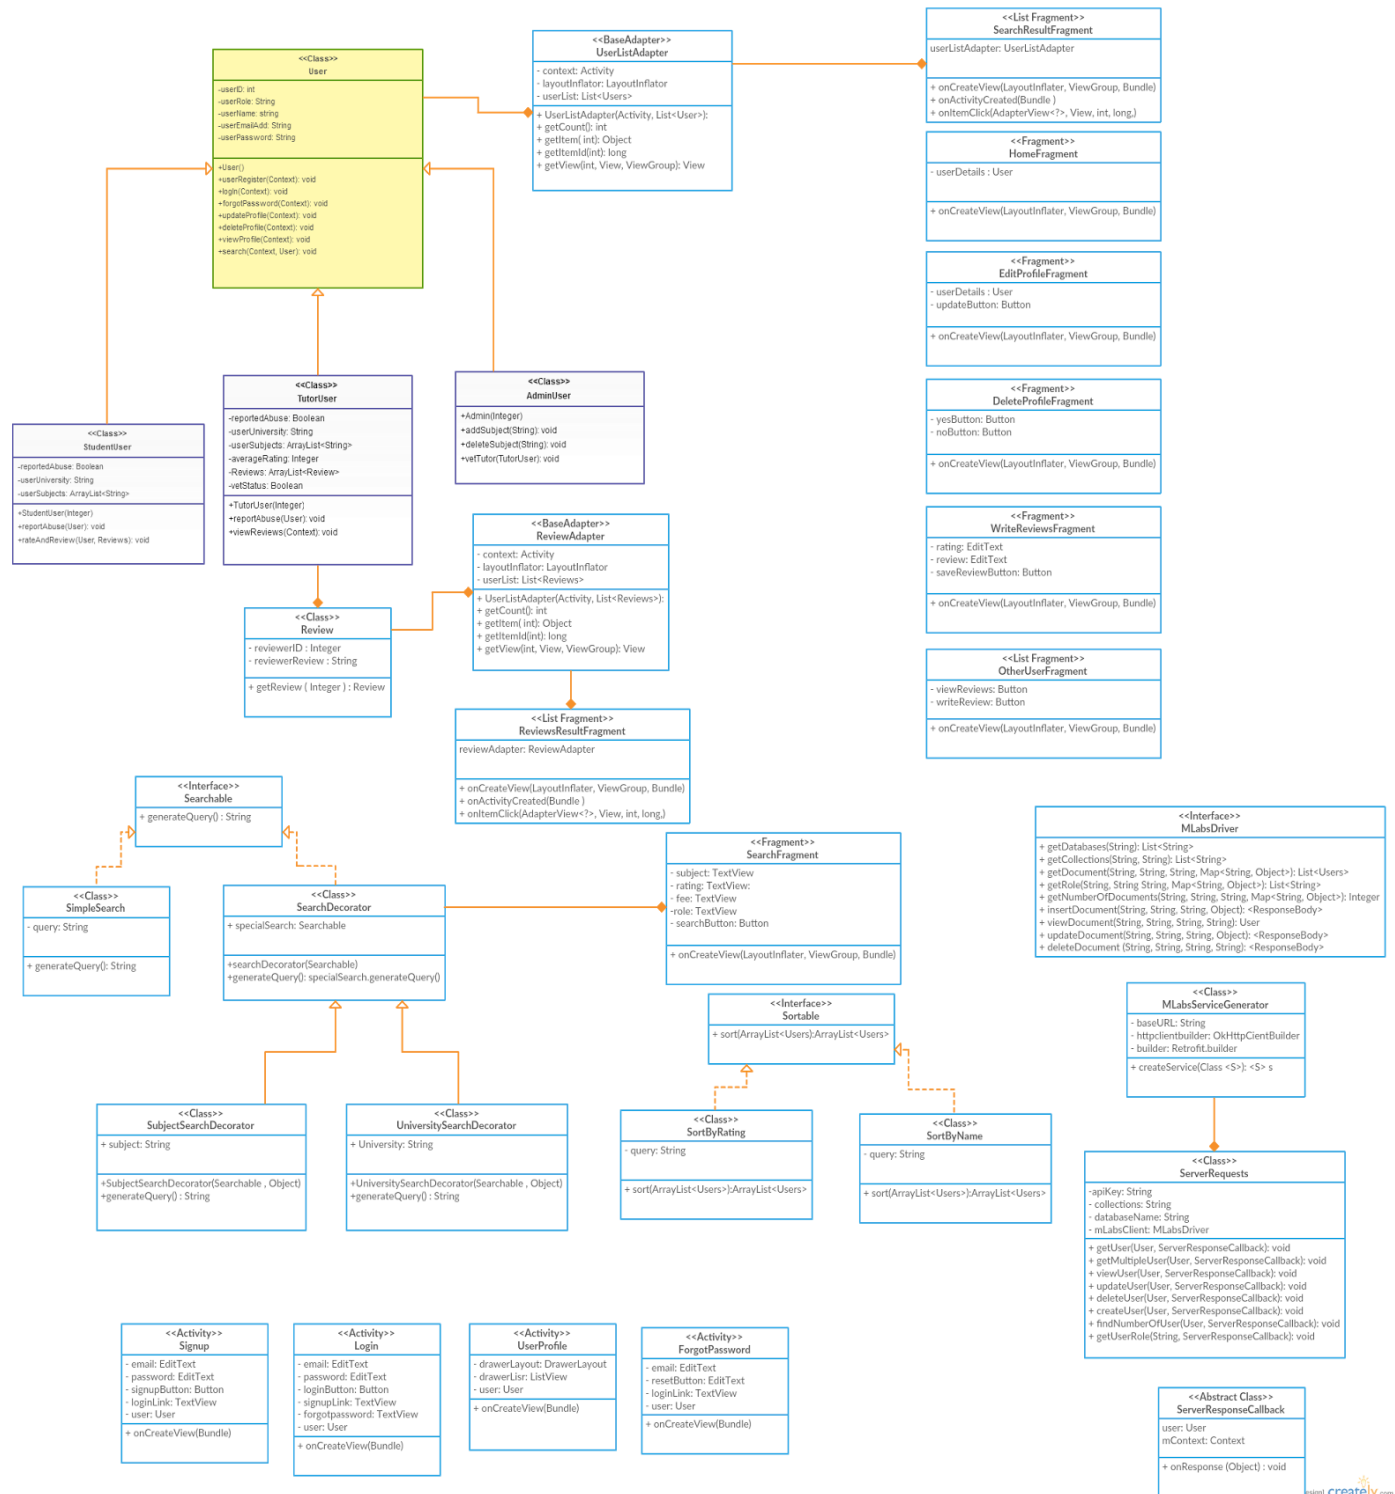 <<Class>>
User
-userID: int
-userRole: String
-userName: string
-userEmailAdd: String
-userPassword: String
+User()
+userRegister(Context): void
+login(Context): void
+forgotPassword(Context): void
+updateProfile(Context): void
+deleteProfile(Context): void
+viewProfile(Context): void
+search(Context, User): void
<<BaseAdapter>>
UserListAdapter
- context: Activity
- layoutInflator: LayoutInflator
- userList: List<Users>
+ UserListAdapter(Activity, List<User>):
+ getCount(): int
+ getItem( int): Object
+ getItemId(int): long
+ getView(int, View, ViewGroup): View
<<List Fragment>>
SearchResultFragment
userListAdapter: UserListAdapter
+ onCreateView(LayoutInflater, ViewGroup, Bundle)
+ onActivityCreated(Bundle )
+ onItemClick(AdapterView<?>, View, int, long,)
<<Fragment>>
HomeFragment
- userDetails : User
+ onCreateView(LayoutInflater, ViewGroup, Bundle)
<<Fragment>>
EditProfileFragment
- userDetails : User
- updateButton: Button
+ onCreateView(LayoutInflater, ViewGroup, Bundle)
<<Fragment>>
DeleteProfileFragment
- yesButton: Button
- noButton: Button
+ onCreateView(LayoutInflater, ViewGroup, Bundle)
<<Fragment>>
WriteReviewsFragment
- rating: EditText
- review: EditText
- saveReviewButton: Button
+ onCreateView(LayoutInflater, ViewGroup, Bundle)
<<List Fragment>>
OtherUserFragment
- viewReviews: Button
- writeReview: Button
+ onCreateView(LayoutInflater, ViewGroup, Bundle)
<<Class>>
StudentUser
-reportedAbuse: Boolean
-userUniversity: String
-userSubjects: ArrayList<String>
+StudentUser(Integer)
+reportAbuse(User): void
+rateAndReview(User, Reviews): void
<<Class>>
TutorUser
-reportedAbuse: Boolean
-userUniversity: String
-userSubjects: ArrayList<String>
-averageRating: Integer
-Reviews: ArrayList<Review>
-vetStatus: Boolean
+TutorUser(Integer)
+reportAbuse(User): void
+viewReviews(Context): void
<<Class>>
AdminUser
+Admin(Integer)
+addSubject(String): void
+deleteSubject(String): void
+vetTutor(TutorUser): void
<<BaseAdapter>>
ReviewAdapter
- context: Activity
- layoutInflator: LayoutInflator
- userList: List<Reviews>
+ UserListAdapter(Activity, List<Reviews>):
+ getCount(): int
+ getItem( int): Object
+ getItemId(int): long
+ getView(int, View, ViewGroup): View
<<Class>>
Review
- reviewerID : Integer
- reviewerReview : String
+ getReview ( Integer ) : Review
<<List Fragment>>
ReviewsResultFragment
reviewAdapter: ReviewAdapter
+ onCreateView(LayoutInflater, ViewGroup, Bundle)
+ onActivityCreated(Bundle )
+ onItemClick(AdapterView<?>, View, int, long,)
<<Interface>>
Searchable
+ generateQuery() : String
<<Class>>
SimpleSearch
- query: String
+ generateQuery(): String
<<Class>>
SearchDecorator
+ specialSearch: Searchable
+searchDecorator(Searchable)
+generateQuery(): specialSearch.generateQuery()
<<Fragment>>
SearchFragment
- subject: TextView
- rating: TextView:
- fee: TextView
-role: TextView
- searchButton: Button
+ onCreateView(LayoutInflater, ViewGroup, Bundle)
<<Interface>>
MLabsDriver
+ getDatabases(String): List<String>
+ getCollections(String, String): List<String>
+ getDocument(String, String, String, Map<String, Object>): List<Users>
+ getRole(String, String String, Map<String, Object>): List<String>
+ getNumberOfDocuments(String, String, String, Map<String, Object>): Integer
+ insertDocument(String, String, String, Object): <ResponseBody>
+ viewDocument(String, String, String, String): User
+ updateDocument(String, String, String, Object): <ResponseBody>
+ deleteDocument (String, String, String, String): <ResponseBody>
<<Interface>>
Sortable
+ sort(ArrayList<Users):ArrayList<Users>
<<Class>>
MLabsServiceGenerator
- baseURL: String
- httpclientbuilder: OkHttpCientBuilder
- builder: Retrofit.builder
+ createService(Class <S>): <S> s
<<Class>>
SubjectSearchDecorator
+ subject: String
+SubjectSearchDecorator(Searchable , Object)
+generateQuery() : String
<<Class>>
UniversitySearchDecorator
+ University: String
+UniversitySearchDecorator(Searchable , Object)
+generateQuery() : String
<<Class>>
SortByRating
- query: String
+ sort(ArrayList<Users>):ArrayList<Users>
<<Class>>
SortByName
- query: String
+ sort(ArrayList<Users>):ArrayList<Users>
<<Class>>
ServerRequests
-apiKey: String
- collections: String
- databaseName: String
- mLabsClient: MLabsDriver
+ getUser(User, ServerResponseCallback): void
+ getMultipleUser(User, ServerResponseCallback): void
+ viewUser(User, ServerResponseCallback): void
+ updateUser(User, ServerResponseCallback): void
+ deleteUser(User, ServerResponseCallback): void
+ createUser(User, ServerResponseCallback): void
+ findNumberOfUser(User, ServerResponseCallback): void
+ getUserRole(String, ServerResponseCallback): void
<<Activity>>
Signup
- email: EditText
- password: EditText
- signupButton: Button
- loginLink: TextView
- user: User
+ onCreateView(Bundle)
<<Activity>>
Login
- email: EditText
- password: EditText
- loginButton: Button
- signupLink: TextView
- forgotpassword: TextView
- user: User
+ onCreateView(Bundle)
<<Activity>>
UserProfile
- drawerLayout: DrawerLayout
- drawerLisr: ListView
- user: User
+ onCreateView(Bundle)
<<Activity>>
ForgotPassword
- email: EditText
- resetButton: EditText
- loginLink: TextView
- user: User
+ onCreateView(Bundle)
<<Abstract Class>>
ServerResponseCallback
user: User
mContext: Context
+ onResponse (Object) : void
creately